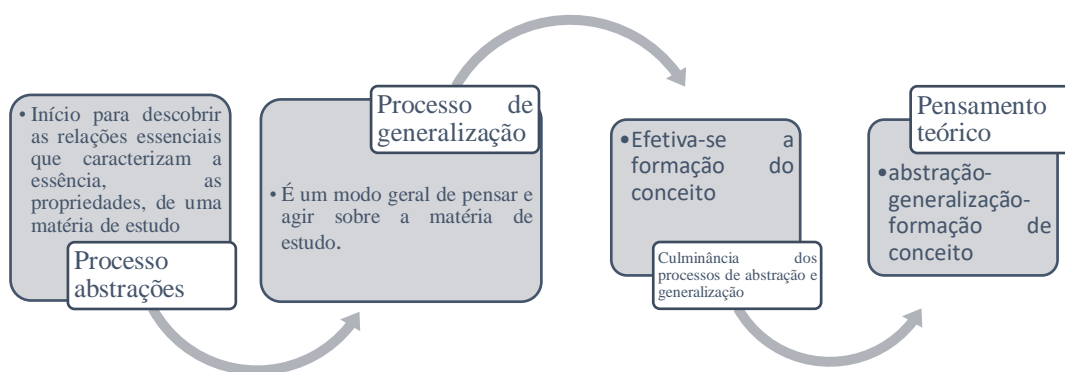 • Início para descobrir
as relações essenciais
que caracterizam a
essência, as
propriedades, de uma
matéria de estudo
Processo
abstrações
Processo de
generalização
• É um modo geral de pensar e
agir sobre a matéria de
estudo.
•Efetiva-se a
formação do
conceito
Culminância dos
processos de abstração e
generalização
Pensamento
teórico
•abstração-
generalização-
formação de
conceito